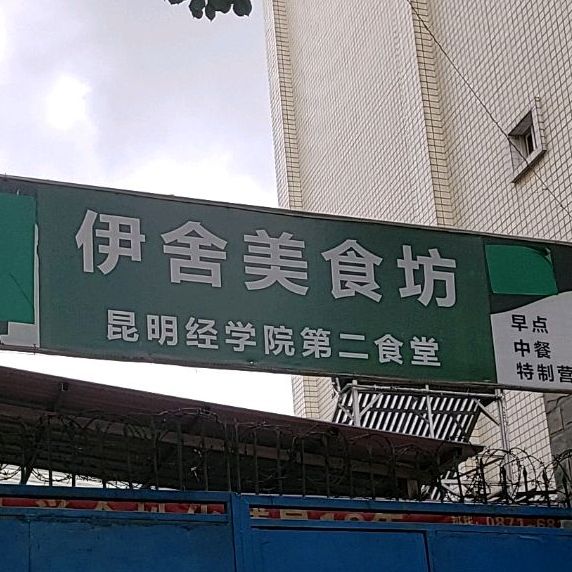 伊舍美食坊
昆明经学院第二食堂
早点
中餐
特制营
0871-681